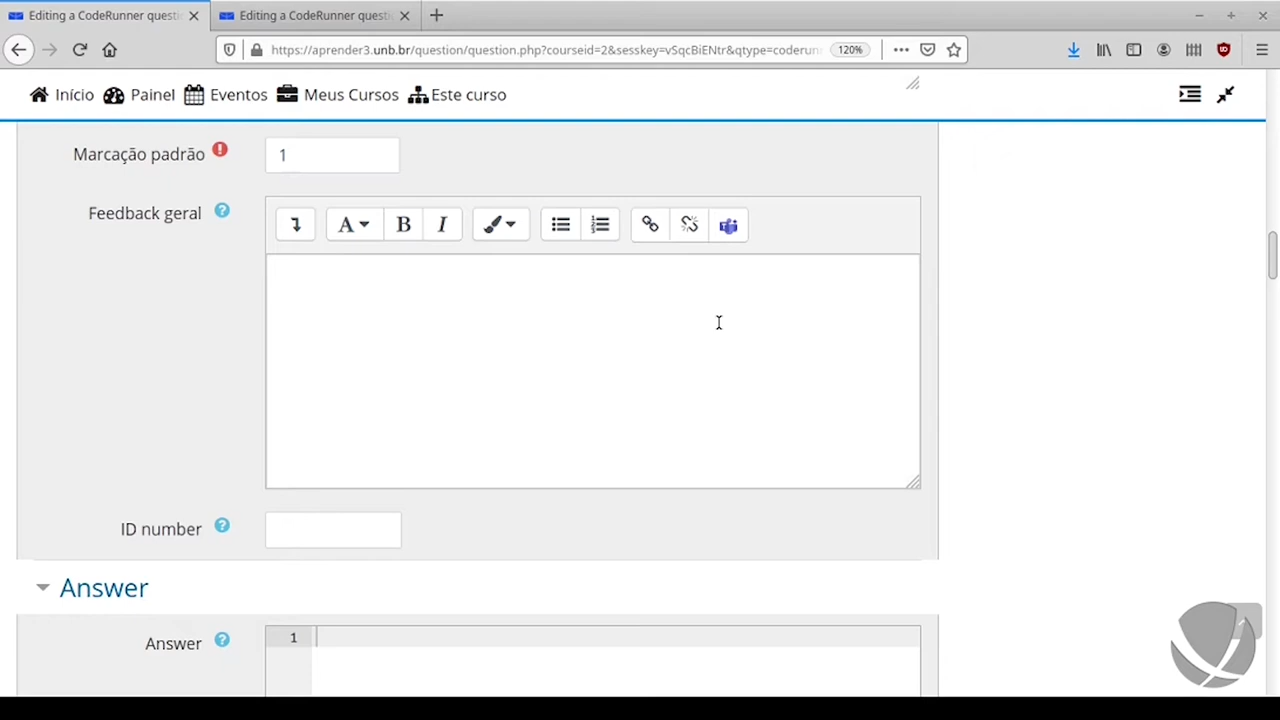 Editing a CodeRunner questi
Editing a CodeRunner questi
https://aprender3.unb.br/question/question.php?courseid=2&sesskey=vSqcBiENtr&qtype=coderun
120%
Início
Painel
Eventos
Meus Cursos
Este curso
Marcação padrão
1
Feedback geral
A
B
I
ID number
Answer
Answer
1